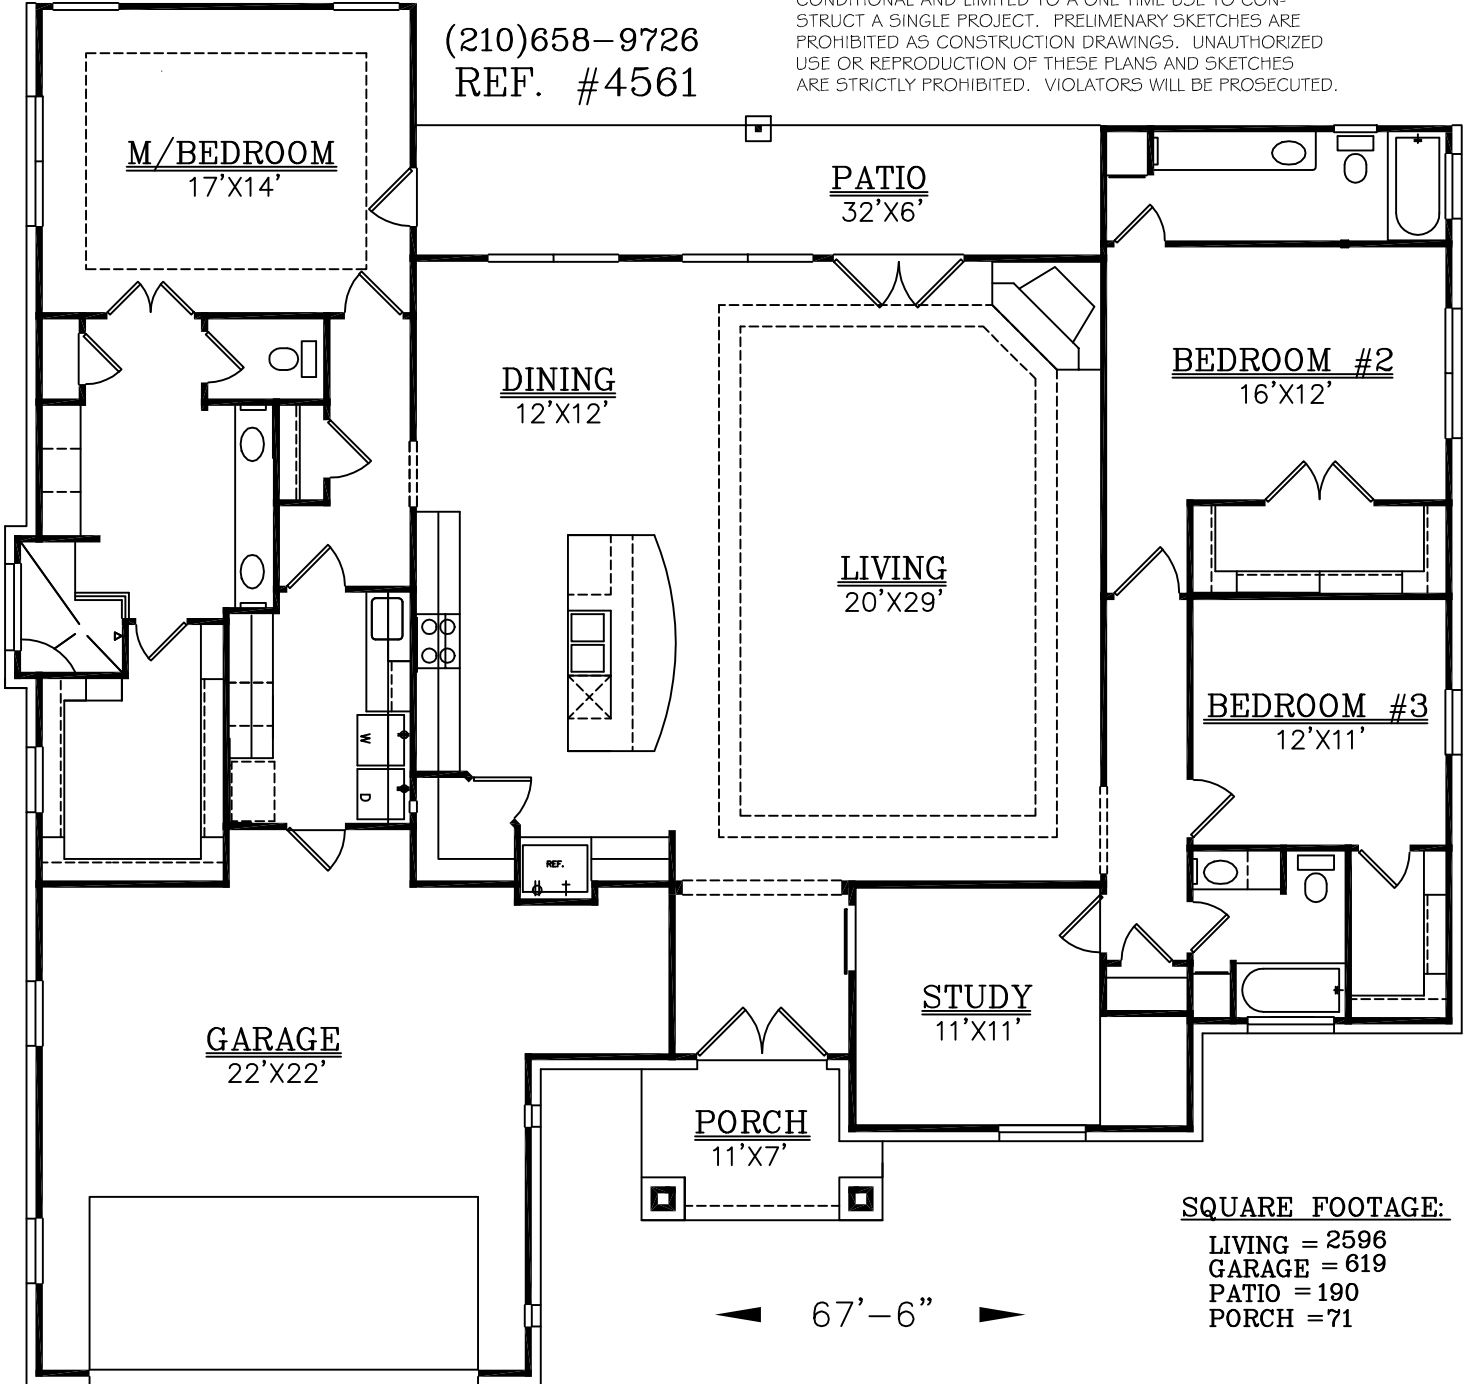 CONDITIONAL AND LIMITED TO A ONE TIME USE TO CON-
STRUCT A SINGLE PROJECT. PRELIMENARY SKETCHES ARE
PROHIBITED AS CONSTRUCTION DRAWINGS. UNAUTHORIZED
USE OR REPRODUCTION OF THESE PLANS AND SKETCHES
ARE STRICTLY PROHIBITED. VIOLATORS WILL BE PROSECUTED.
(210)658-9726
REF. #4561
M/BEDROOM
17'X14'
PATIO
32'X6'
BEDROOM #2
16'X12'
DINING
12'X12'
LIVING
20'X29'
BEDROOM #3
12'X11'
W
D
REF.
STUDY
11'X11'
GARAGE
22'X22'
PORCH
11'X7'
SQUARE FOOTAGE:
LIVING = 2596
GARAGE = 619
PATIO = 190
PORCH = 71
67'-6"